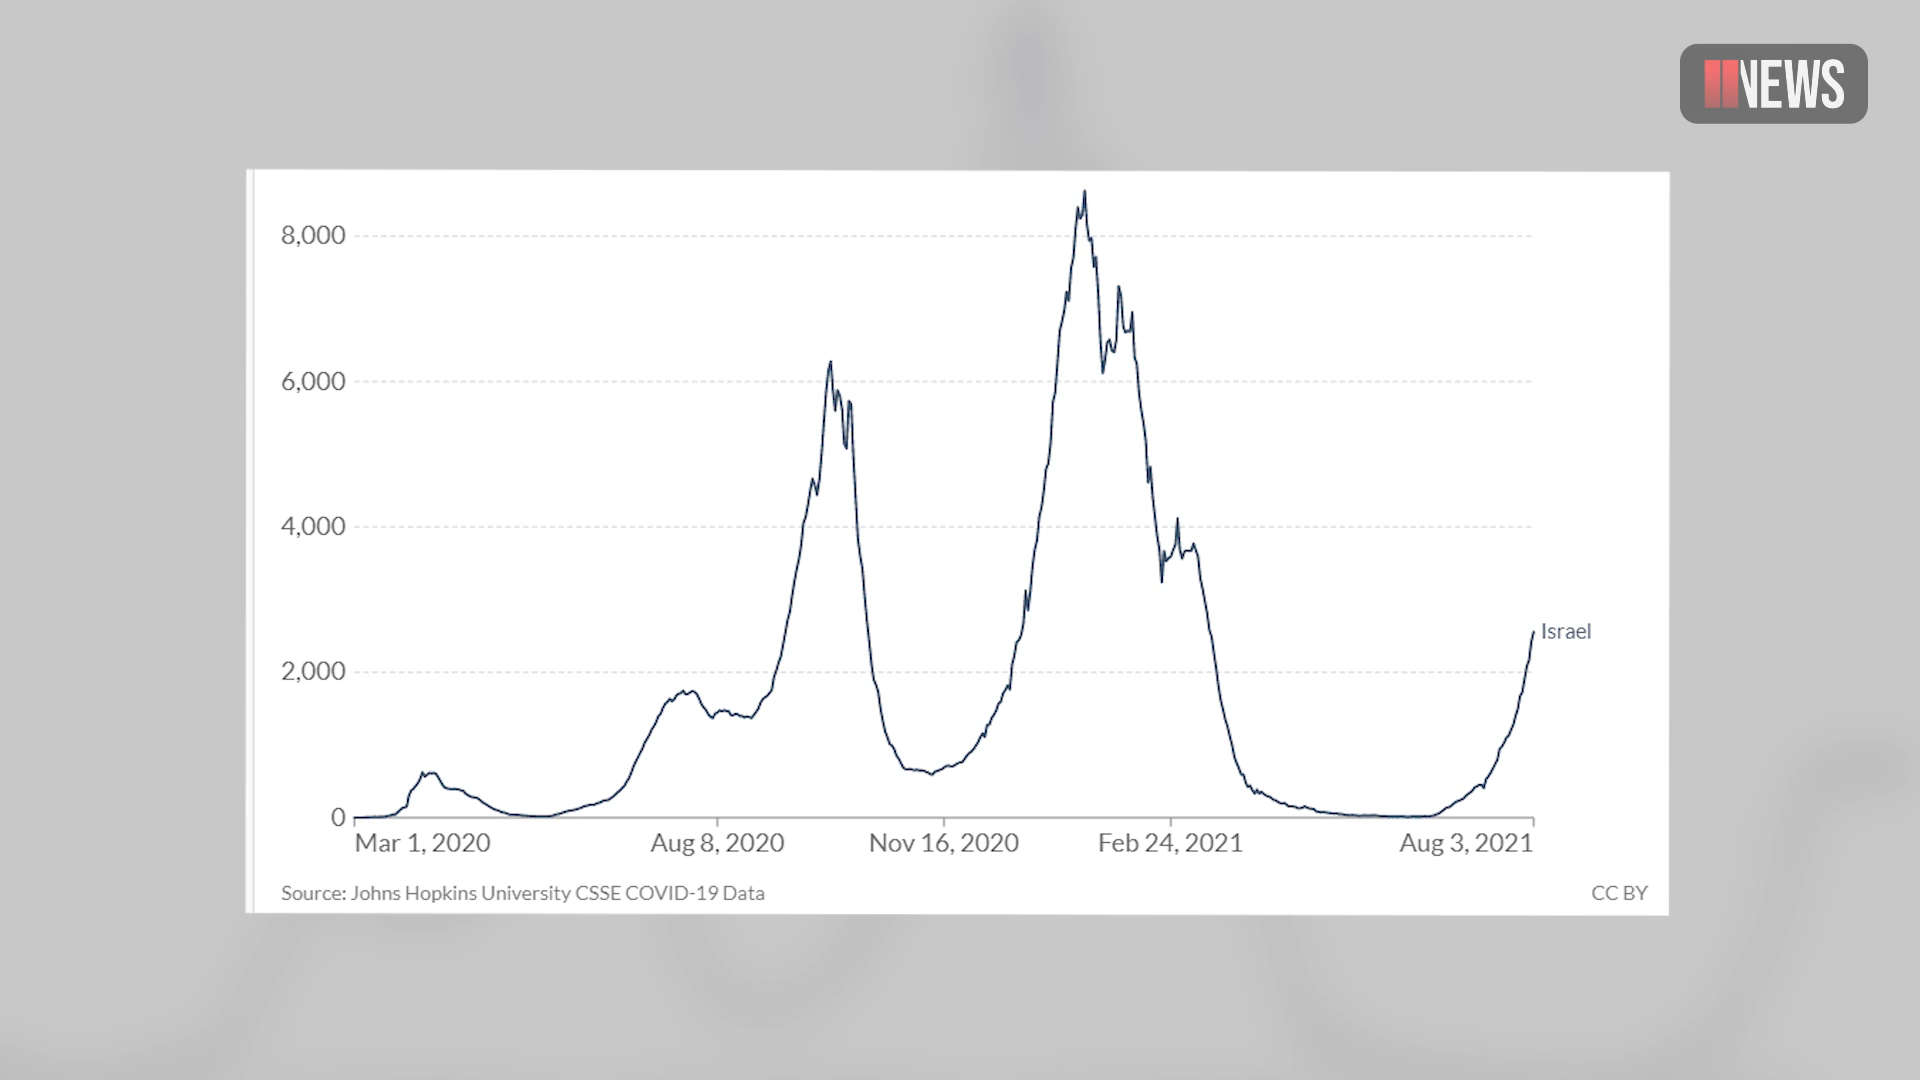 NEWS
8,000
6,000
4,000
2,000
0
Israel
Mar 1, 2020
Aug 8, 2020
Nov 16, 2020
Feb 24, 2021
Aug 3, 2021
Source: Johns Hopkins University CSSE COVID-19 Data
CC BY